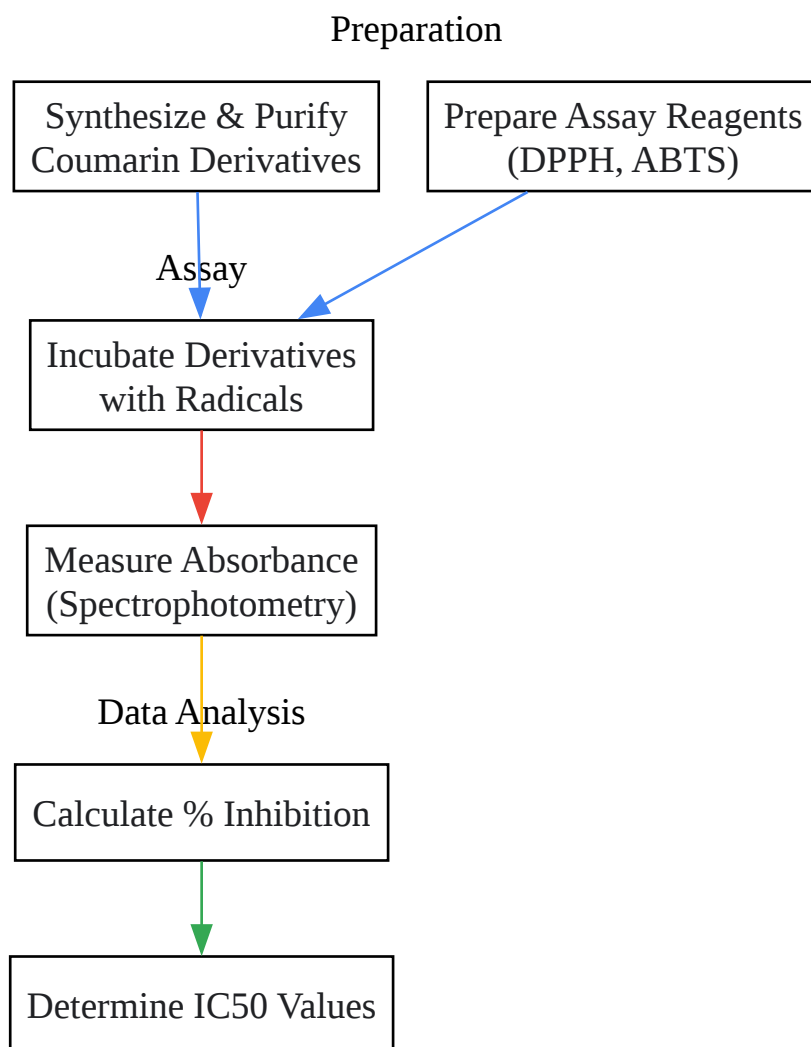 Preparation
Synthesize & Purify
Coumarin Derivatives
Prepare Assay Reagents
(DPPH, ABTS)
Assay
Incubate Derivatives
with Radicals
Measure Absorbance
(Spectrophotometry)
Data Analysis
Calculate % Inhibition
Determine IC50 Values